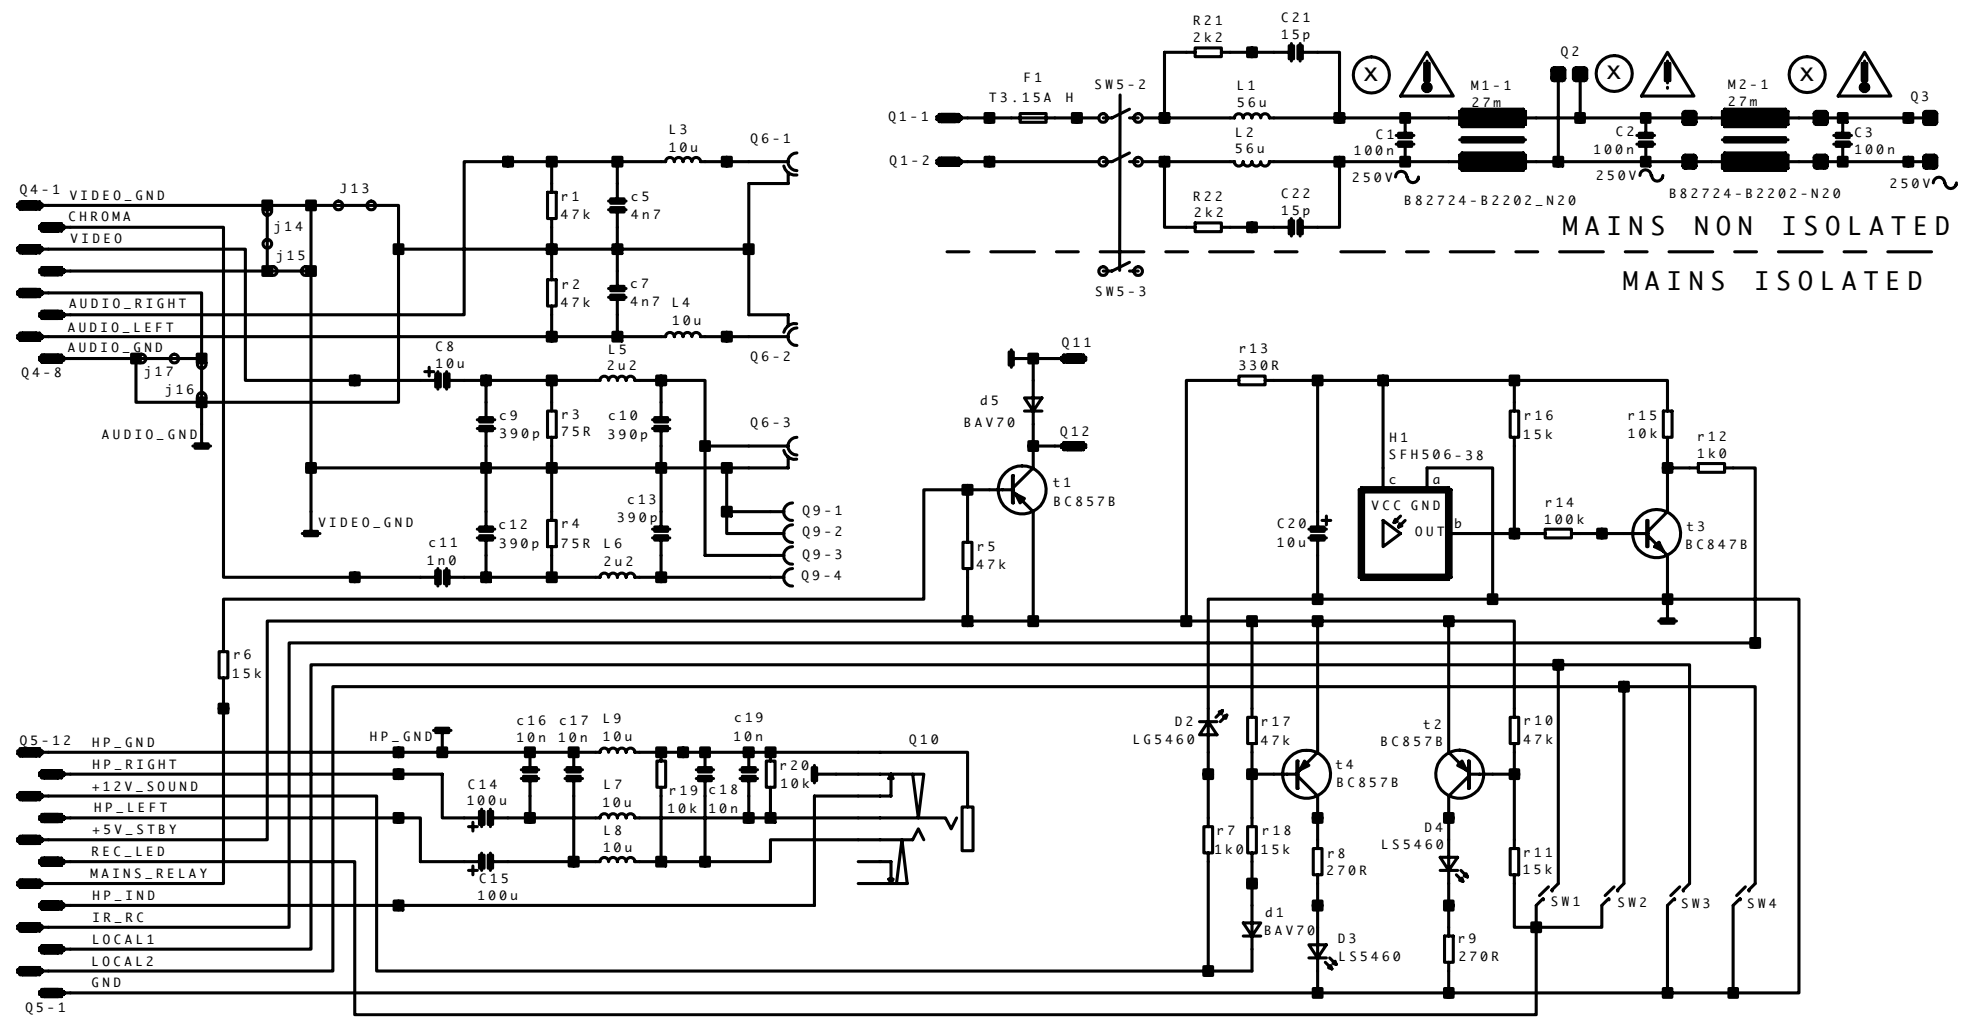 R21
2k2
C21
15p
F1
T3.15A H
SW5-2
L1
56u
X
M1-1
27m
Q2
X
M2-1
27m
X
Q3
Q1-1
L2
56u
C1
100n
250V
C2
100n
250V
C3
100n
250V
Q1-2
R22
2k2
C22
15p
B82724-B2202_N20
B82724-B2202-N20
MAINS NON ISOLATED
MAINS ISOLATED
SW5-3
L3
10u
Q6-1
Q4-1
VIDEO_GND
J13
CHROMA
VIDEO
j14
j15
r1
47k
c5
4n7
r2
47k
c7
4n7
L4
10u
AUDIO_RIGHT
AUDIO_LEFT
AUDIO_GND
Q4-8
j17
j16
AUDIO_GND
Q6-2
C8
10u
L5
2u2
c9
390p
r3
75R
c10
390p
Q6-3
VIDEO_GND
c12
390p
r4
75R
c13
390p
c11
1n0
L6
2u2
Q9-1
Q9-2
Q9-3
Q9-4
Q11
d5
BAV70
Q12
t1
BC857B
r5
47k
r13
330R
r16
15k
r15
10k
r12
1k0
H1
SFH506-38
c
a
VCC GND
OUT
b
C20
10u
r14
100k
t3
BC847B
r6
15k
Q5-12
HP_GND
HP_RIGHT
+12V_SOUND
HP_LEFT
+5V_STBY
REC_LED
MAINS_RELAY
HP_IND
IR_RC
LOCAL1
LOCAL2
GND
Q5-1
HP_GND
c16
10n
c17
10n
L9
10u
c19
10n
r20
10k
Q10
C14
100u
L7
10u
r19
10k
c18
10n
L8
10u
C15
100u
D2
LG5460
r17
47k
t4
BC857B
t2
BC857B
r10
47k
r7
1k0
r18
15k
r8
270R
D4
LS5460
r11
15k
d1
BAV70
D3
LS5460
r9
270R
SW1
SW2
SW3
SW4